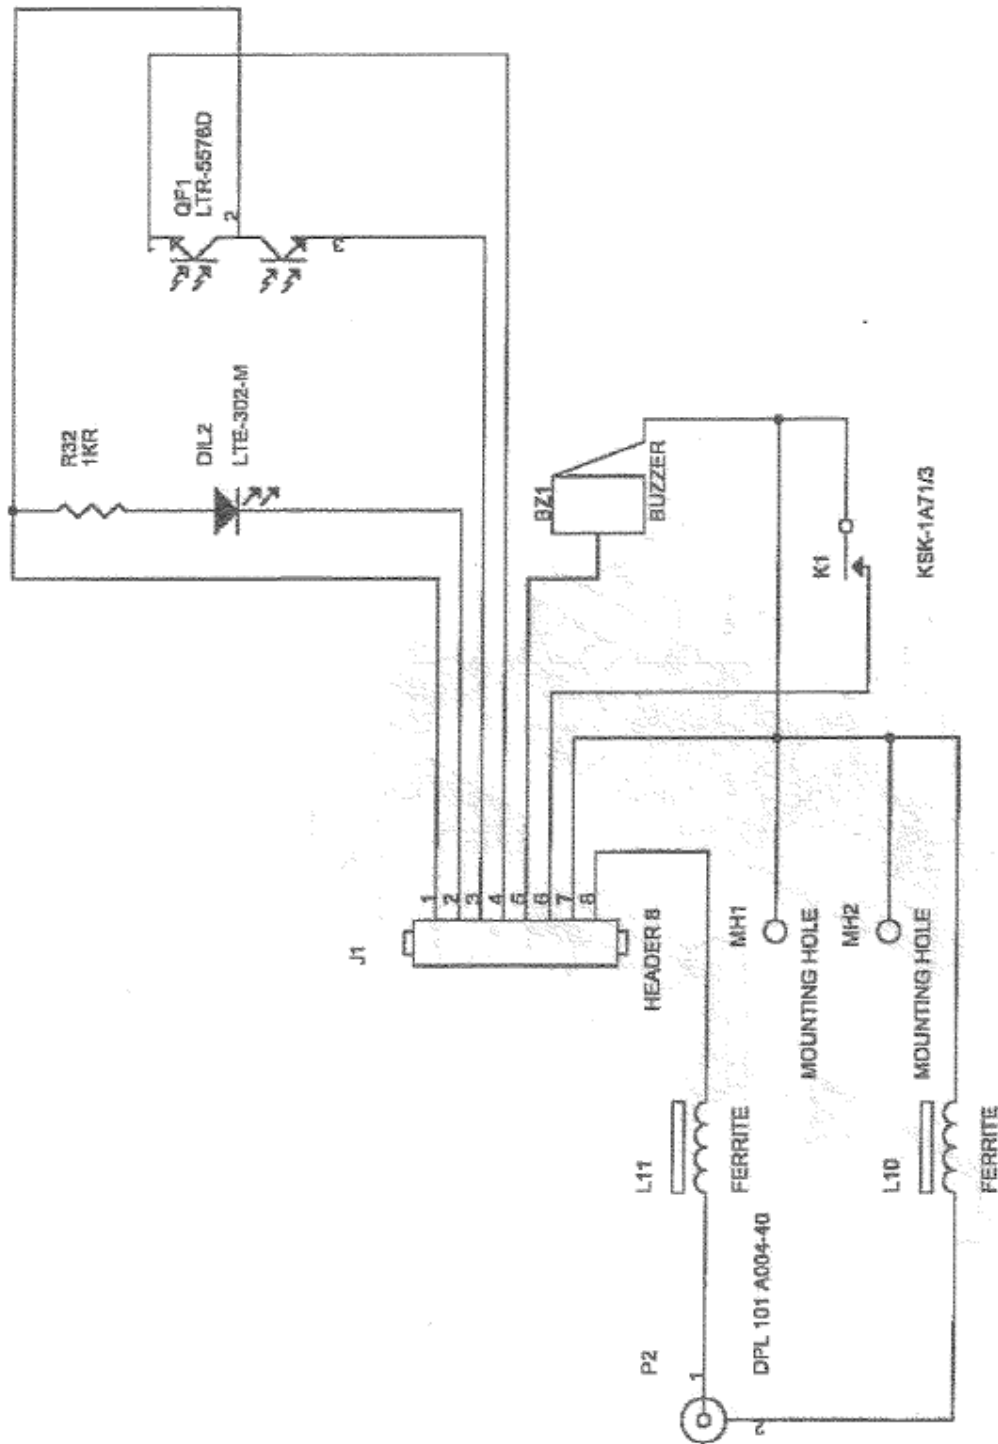 QF1
LTR-5576D
1
2
3
R32
1KR
DIL2
LTE-302-M
BZ1
BUZZER
K1
KSK-1A71/3
J1
1
2
3
4
5
6
7
8
HEADER 8
MH1
MOUNTING HOLE
MH2
MOUNTING HOLE
L11
FERRITE
L10
FERRITE
P2
1
2
DPL 101 A004-40